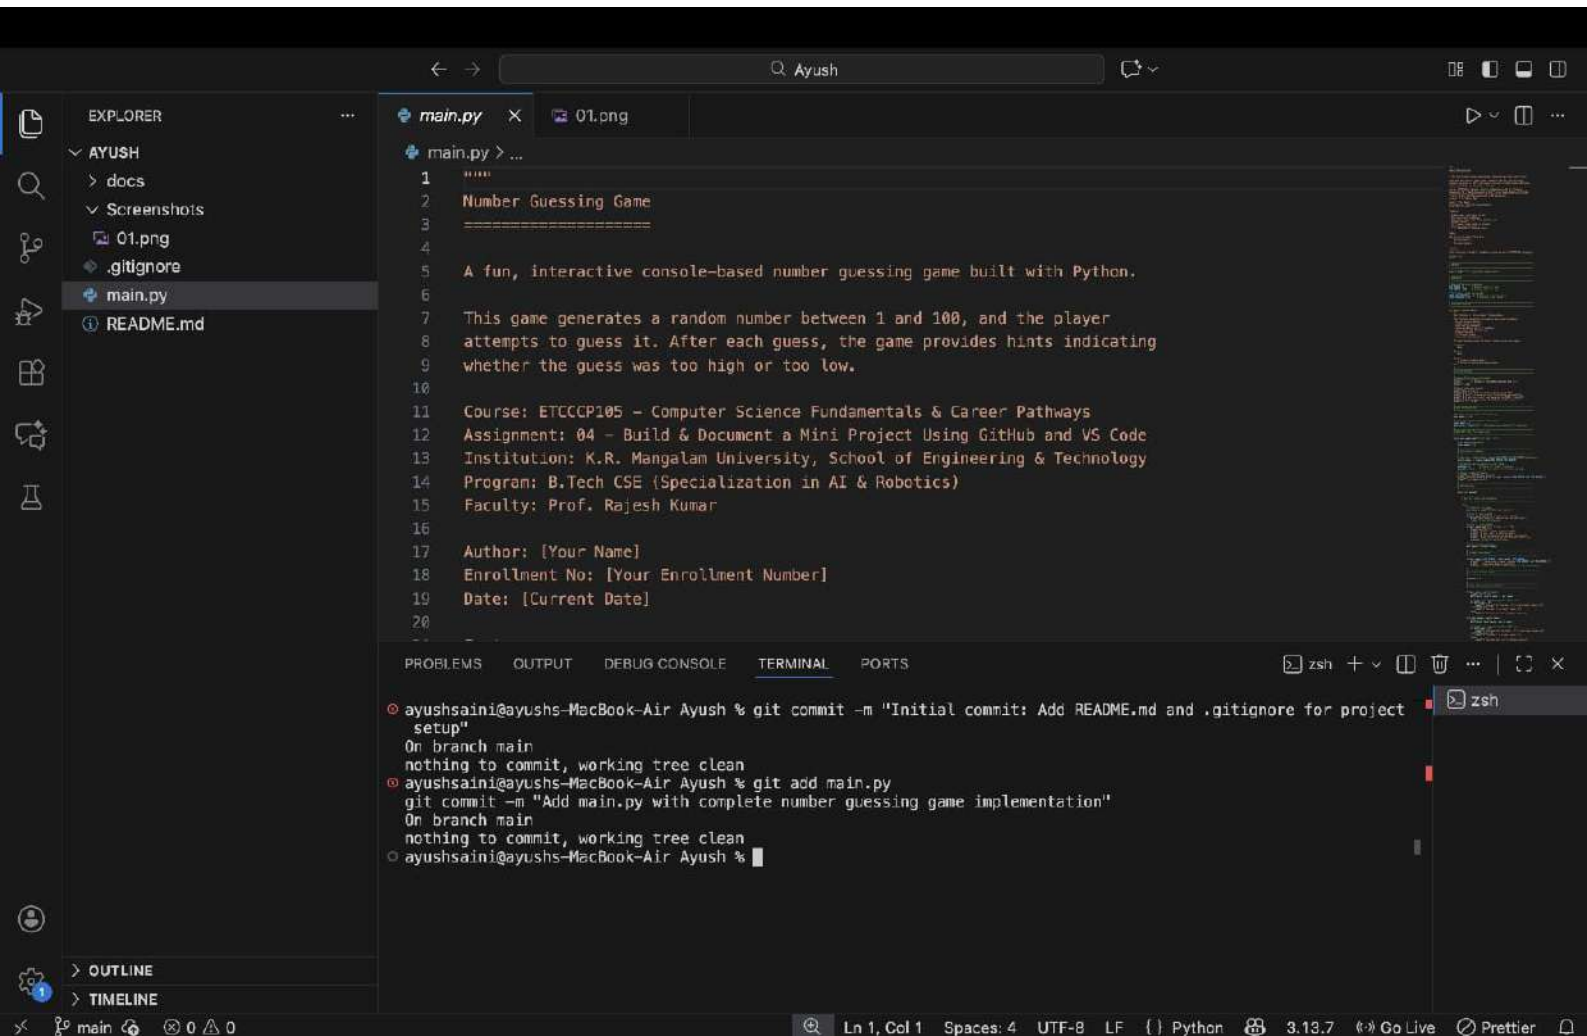 Ayush
EXPLORER
AYUSH
docs
Screenshots
01.png
.gitignore
main.py
README.md
OUTLINE
TIMELINE
main.py
01.png
main.py > ...
1 """
2 Number Guessing Game
3 ====================
4
5 A fun, interactive console-based number guessing game built with Python.
6
7 This game generates a random number between 1 and 100, and the player
8 attempts to guess it. After each guess, the game provides hints indicating
9 whether the guess was too high or too low.
10
11 Course: ETCCCP105 - Computer Science Fundamentals & Career Pathways
12 Assignment: 04 - Build & Document a Mini Project Using GitHub and VS Code
13 Institution: K.R. Mangalam University, School of Engineering & Technology
14 Program: B.Tech CSE (Specialization in AI & Robotics)
15 Faculty: Prof. Rajesh Kumar
16
17 Author: [Your Name]
18 Enrollment No: [Your Enrollment Number]
19 Date: [Current Date]
20
PROBLEMS OUTPUT DEBUG CONSOLE TERMINAL PORTS
zsh
zsh
ayushsaini@ayushs-MacBook-Air Ayush % git commit -m "Initial commit: Add README.md and .gitignore for project
setup"
On branch main
nothing to commit, working tree clean
ayushsaini@ayushs-MacBook-Air Ayush % git add main.py
git commit -m "Add main.py with complete number guessing game implementation"
On branch main
nothing to commit, working tree clean
ayushsaini@ayushs-MacBook-Air Ayush %
1
main 0 0
Ln 1, Col 1 Spaces: 4 UTF-8 LF {} Python 3.13.7 Go Live Prettier